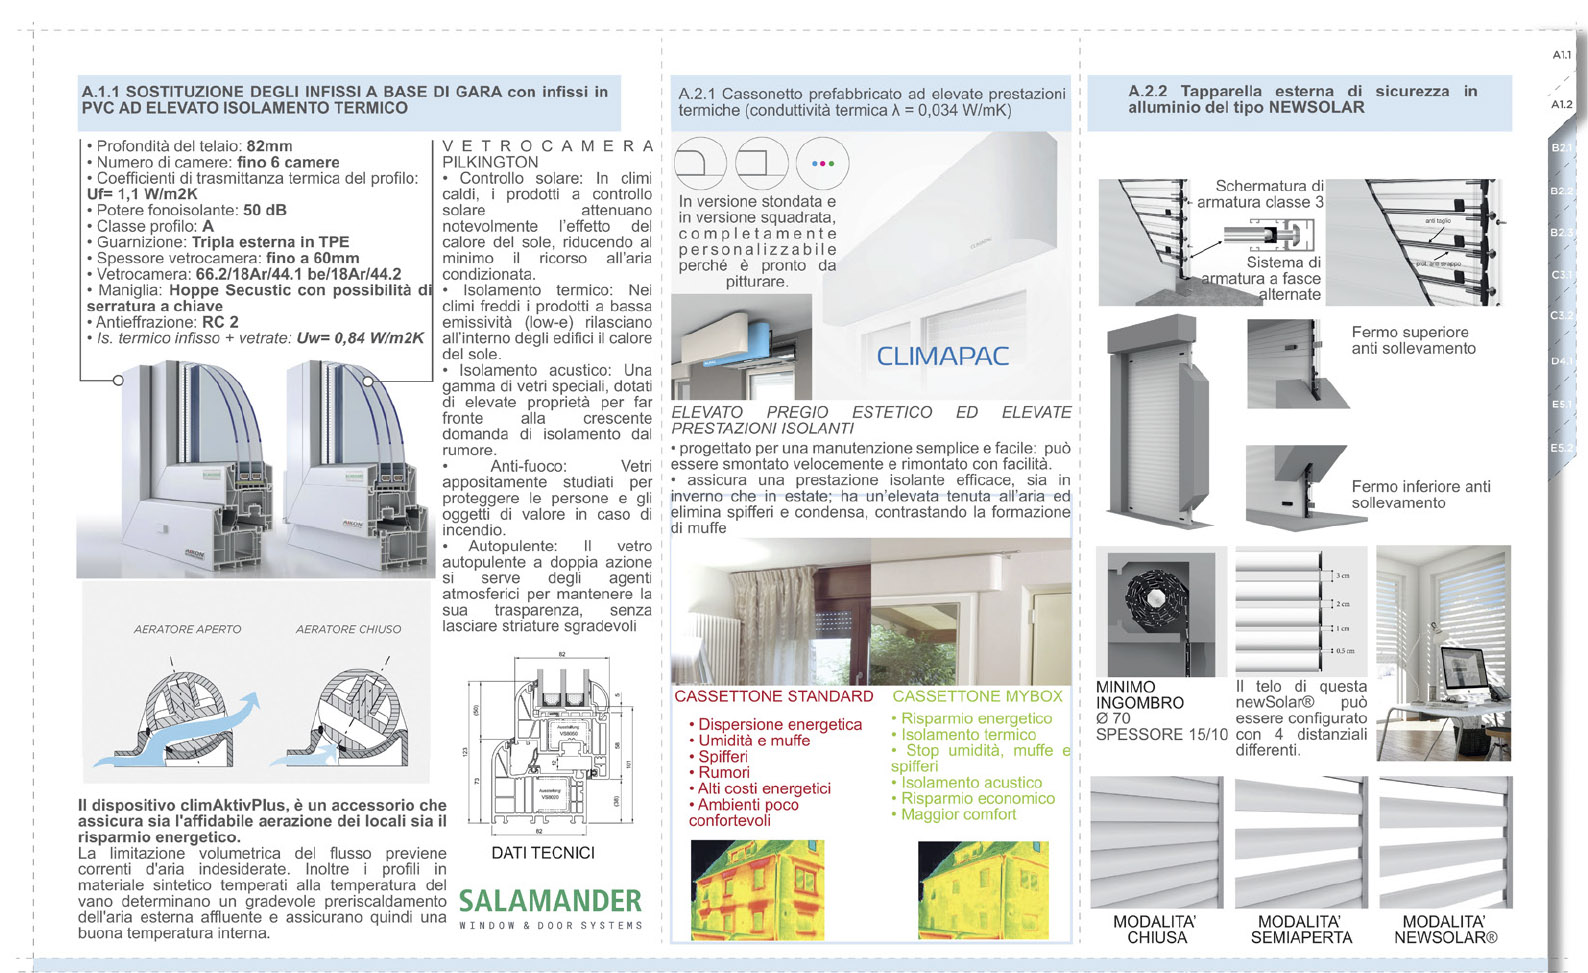 A.1.1 SOSTITUZIONE DEGLI INFISSI A BASE DI GARA con infissi in
PVC AD ELEVATO ISOLAMENTO TERMICO
• Profondità del telaio: 82mm
• Numero di camere: fino 6 camere
• Coefficienti di trasmittanza termica del profilo:
Uf= 1,1 W/m2K
• Potere fonoisolante: 50 dB
• Classe profilo: A
• Guarnizione: Tripla esterna in TPE
• Spessore vetrocamera: fino a 60mm
• Vetrocamera: 66.2/18Ar/44.1 be/18Ar/44.2
• Maniglia: Hoppe Secustic con possibilità di
serratura a chiave
• Antieffrazione: RC 2
• Is. termico infisso + vetrate: Uw= 0,84 W/m2K
AERATORE APERTO
AERATORE CHIUSO
Il dispositivo climAktivPlus, è un accessorio che
assicura sia l'affidabile aerazione dei locali sia il
risparmio energetico.
La limitazione volumetrica del flusso previene
correnti d'aria indesiderate. Inoltre i profili in
materiale sintetico temperati alla temperatura del
vano determinano un gradevole preriscaldamento
dell'aria esterna affluente e assicurano quindi una
buona temperatura interna.
VETROCAMERA
PILKINGTON
• Controllo solare: In climi
caldi, i prodotti a controllo
solare attenuano
notevolmente l'effetto del
calore del sole, riducendo al
minimo il ricorso all'aria
condizionata.
• Isolamento termico: Nei
climi freddi i prodotti a bassa
emissività (low-e) rilasciano
all'interno degli edifici il calore
del sole.
• Isolamento acustico: Una
gamma di vetri speciali, dotati
di elevate proprietà per far
fronte alla crescente
domanda di isolamento dal
rumore.
• Anti-fuoco: Vetri
appositamente studiati per
proteggere le persone e gli
oggetti di valore in caso di
incendio.
• Autopulente: Il vetro
autopulente a doppia azione
si serve degli agenti
atmosferici per mantenere la
sua trasparenza, senza
lasciare striature sgradevoli
82
5
(50)
123
73
58
101
(38)
82
DATI TECNICI
SALAMANDER
WINDOW & DOOR SYSTEMS
A.2.1 Cassonetto prefabbricato ad elevate prestazioni
termiche (conduttività termica λ = 0,034 W/mK)
In versione stondata e
in versione squadrata,
completamente
personalizzabile
perché è pronto da
pitturare.
CLIMAPAC
CLIMAPAC
ELEVATO PREGIO ESTETICO ED ELEVATE
PRESTAZIONI ISOLANTI
• progettato per una manutenzione semplice e facile: può
essere smontato velocemente e rimontato con facilità.
• assicura una prestazione isolante efficace, sia in
inverno che in estate; ha un'elevata tenuta all'aria ed
elimina spifferi e condensa, contrastando la formazione
di muffe
CASSETTONE STANDARD
• Dispersione energetica
• Umidità e muffe
• Spifferi
• Rumori
• Alti costi energetici
• Ambienti poco
confortevoli
CASSETTONE MYBOX
• Risparmio energetico
• Isolamento termico
• Stop umidità, muffe e
spifferi
• Isolamento acustico
• Risparmio economico
• Maggior comfort
A.2.2 Tapparella esterna di sicurezza in
alluminio del tipo NEWSOLAR
Schermatura di
armatura classe 3
Sistema di
armatura a fasce
alternate
anti taglio
Fermo superiore
anti sollevamento
Fermo inferiore anti
sollevamento
3 cm
2 cm
1 cm
0.5 cm
MINIMO
INGOMBRO
Ø 70
SPESSORE 15/10
Il telo di questa
newSolar® può
essere configurato
con 4 distanziali
differenti.
MODALITA'
CHIUSA
MODALITA'
SEMIAPERTA
MODALITA'
NEWSOLAR®
A1.1
A1.2
B2.1
B2.2
B2.3
C3.1
C3.2
D4.1
E5.1
E5.2